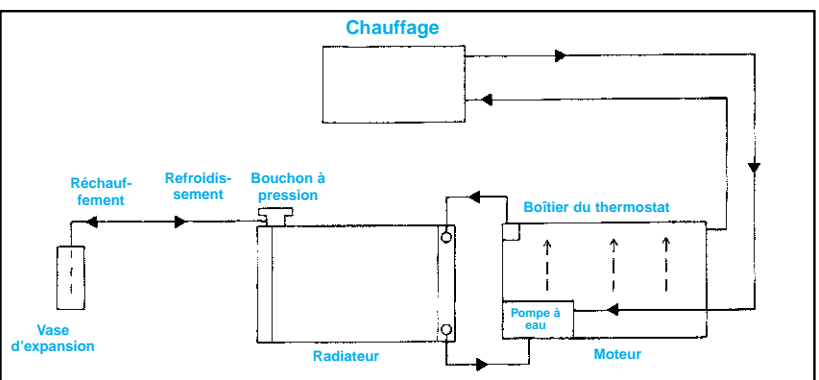 Chauffage
Réchauf-
fement
Refroidis-
sement
Bouchon à
pression
Boîtier du thermostat
Pompe à
eau
Vase
d'expansion
Radiateur
Moteur